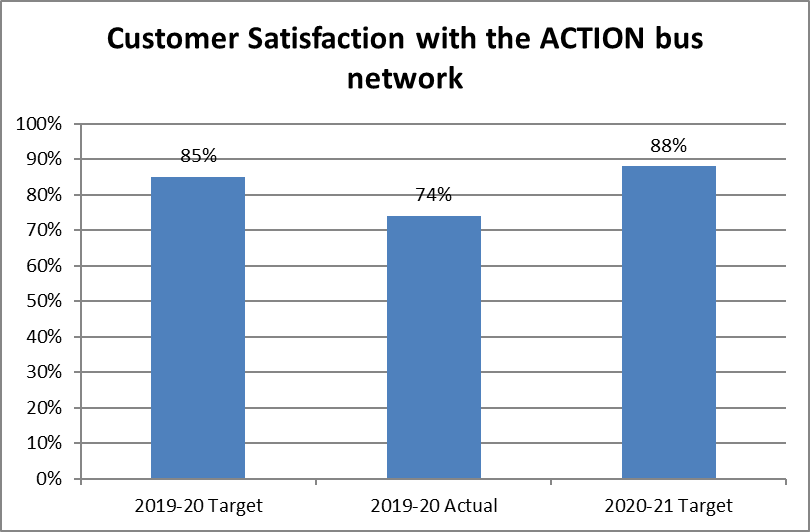 Customer Satisfaction with the ACTION bus
network
100%
90%
80%
70%
60%
50%
40%
30%
20%
10%
0%
85%
74%
88%
2019-20 Target
2019-20 Actual
2020-21 Target